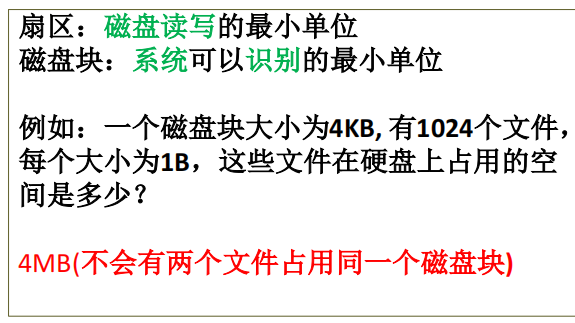 扇区：磁盘读写的最小单位
磁盘块：系统可以识别的最小单位
例如：一个磁盘块大小为4KB, 有1024个文件，
每个大小为1B，这些文件在硬盘上占用的空
间是多少？
4MB(不会有两个文件占用同一个磁盘块)